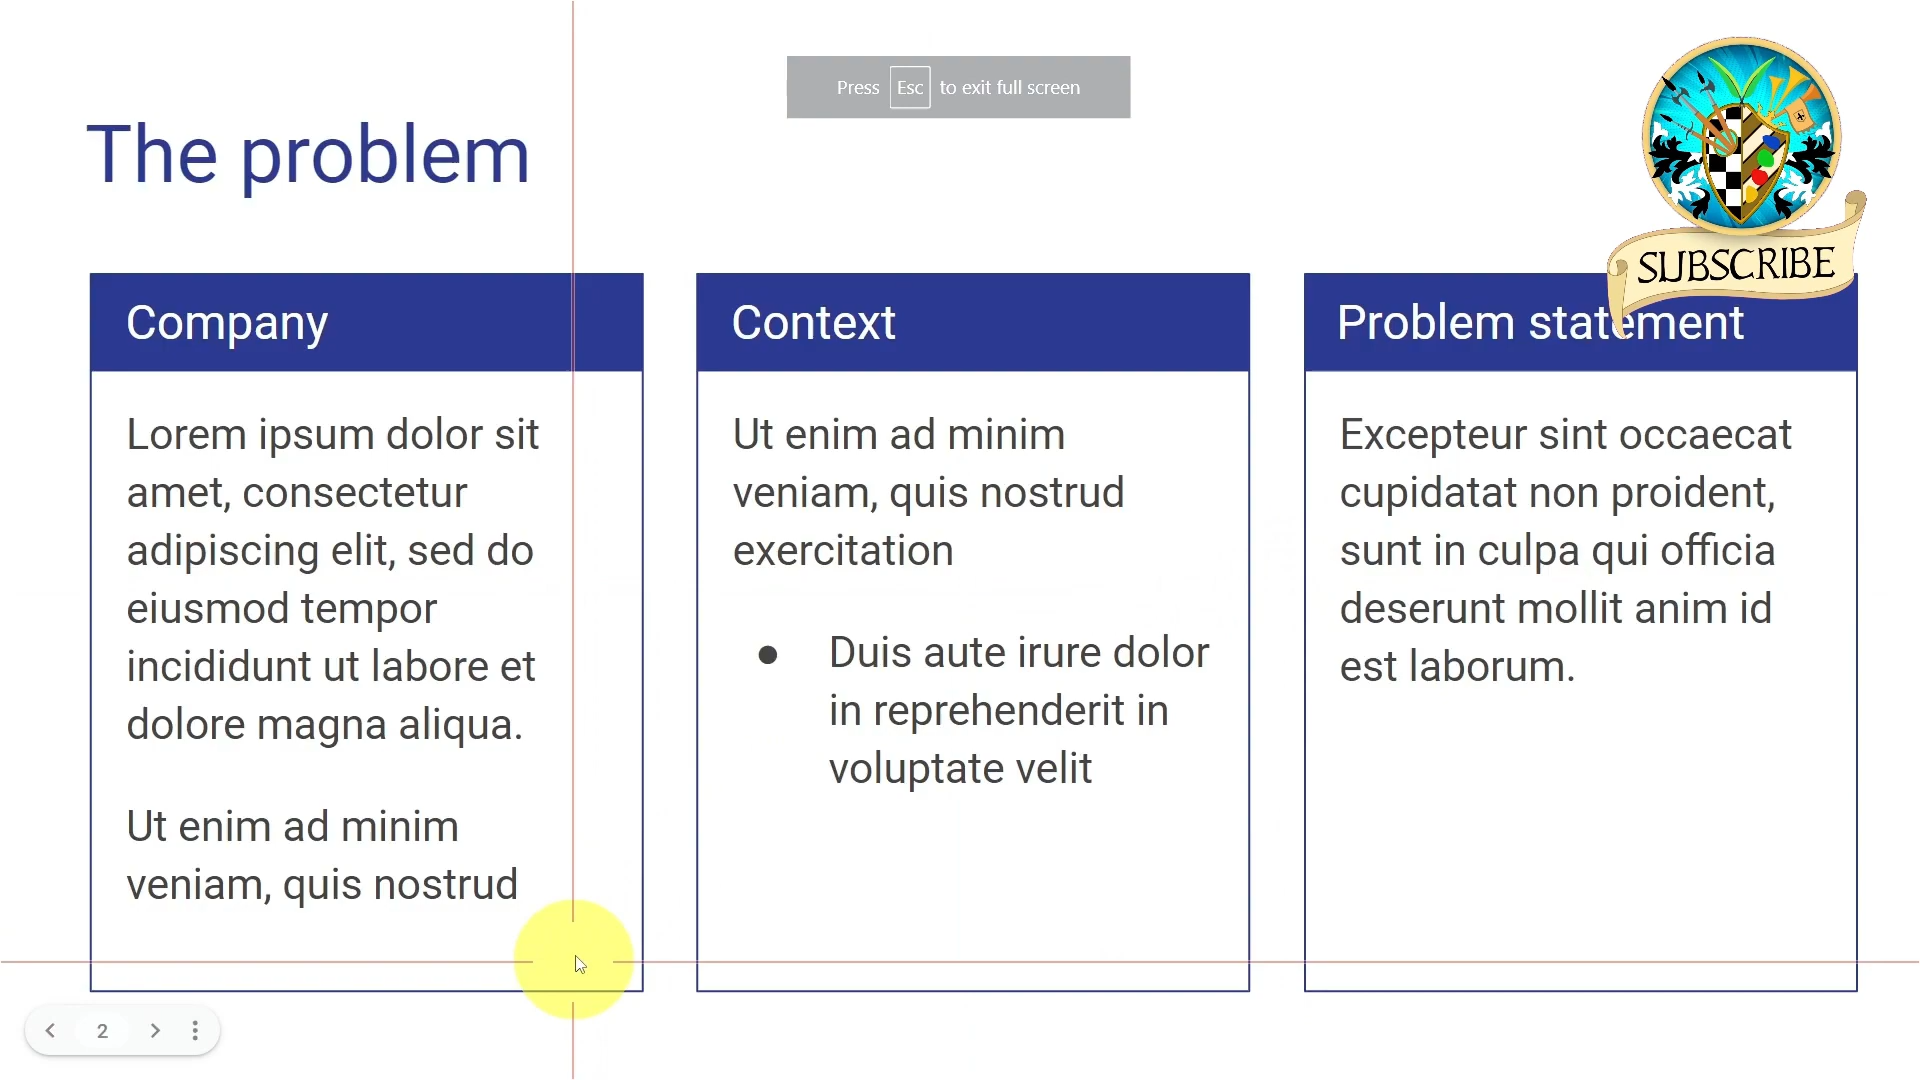 Press Esc to exit full screen
The problem
SUBSCRIBE
Company
Lorem ipsum dolor sit
amet, consectetur
adipiscing elit, sed do
eiusmod tempor
incididunt ut labore et
dolore magna aliqua.
Ut enim ad minim
veniam, quis nostrud
Context
Ut enim ad minim
veniam, quis nostrud
exercitation
● Duis aute irure dolor
in reprehenderit in
voluptate velit
Problem statement
Excepteur sint occaecat
cupidatat non proident,
sunt in culpa qui officia
deserunt mollit anim id
est laborum.
2